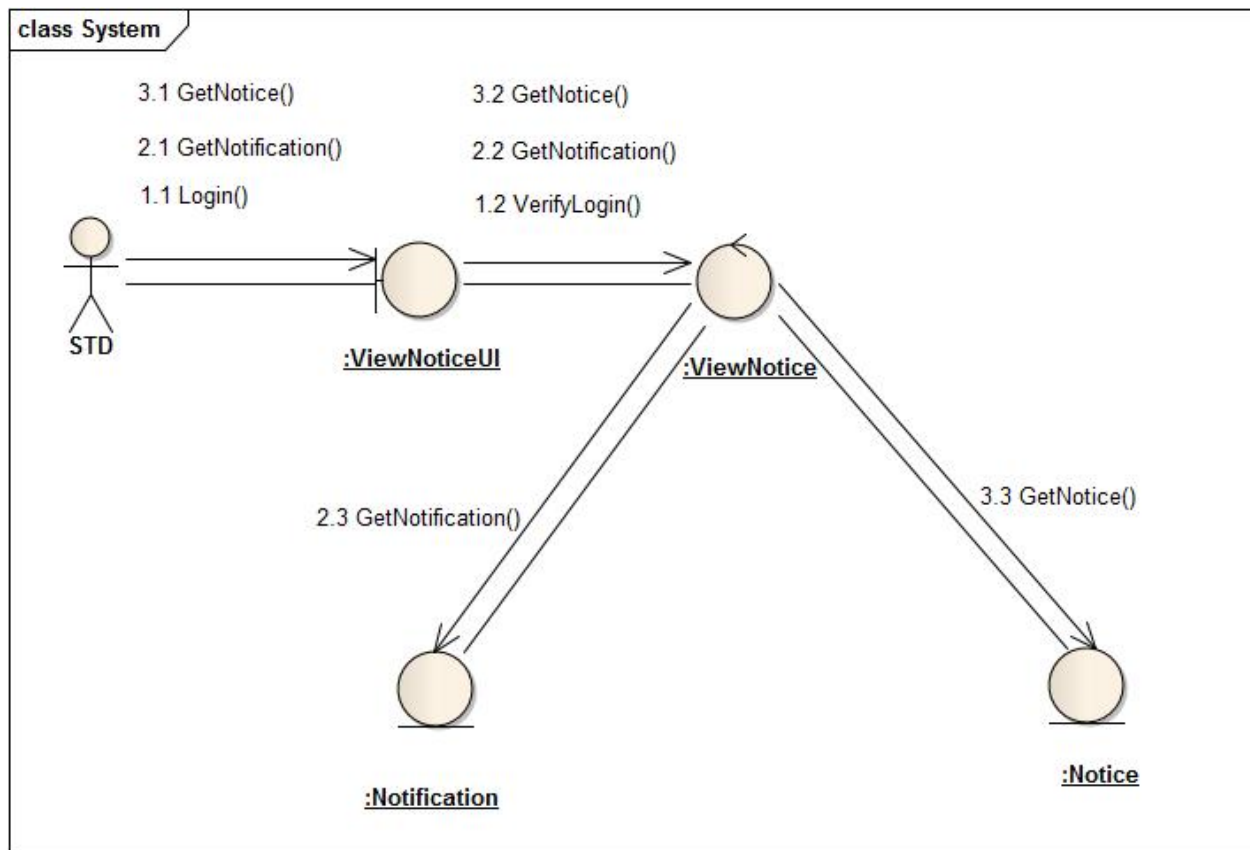 class System
3.1 GetNotice()
3.2 GetNotice()
2.1 GetNotification()
2.2 GetNotification()
1.1 Login()
1.2 VerifyLogin()
STD
:ViewNoticeUI
:ViewNotice
2.3 GetNotification()
3.3 GetNotice()
:Notification
:Notice